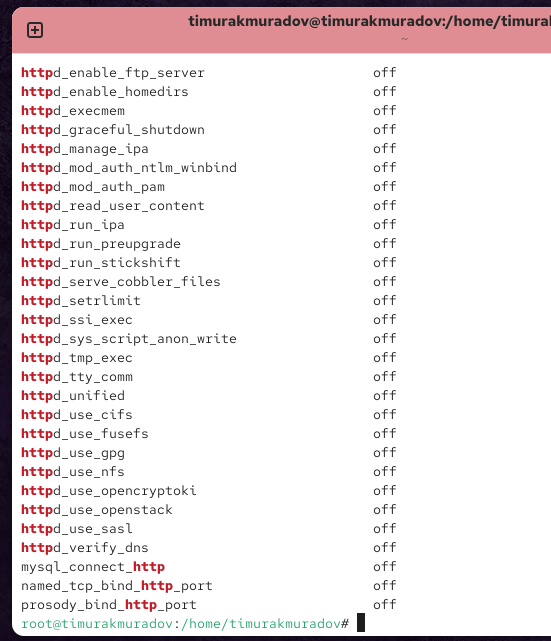 timurakmuradov@timurakmuradov:/home/timural
~
httpd_enable_ftp_server off
httpd_enable_homedirs off
httpd_execmem off
httpd_graceful_shutdown off
httpd_manage_ipa off
httpd_mod_auth_ntlm_winbind off
httpd_mod_auth_pam off
httpd_read_user_content off
httpd_run_ipa off
httpd_run_preupgrade off
httpd_run_stickshift off
httpd_serve_cobbler_files off
httpd_setrlimit off
httpd_ssi_exec off
httpd_sys_script_anon_write off
httpd_tmp_exec off
httpd_tty_comm off
httpd_unified off
httpd_use_cifs off
httpd_use_fusefs off
httpd_use_gpg off
httpd_use_nfs off
httpd_use_opencryptoki off
httpd_use_openstack off
httpd_use_sasl off
httpd_verify_dns off
mysql_connect_http off
named_tcp_bind_http_port off
prosody_bind_http_port off
root@timurakmuradov:/home/timurakmuradov#